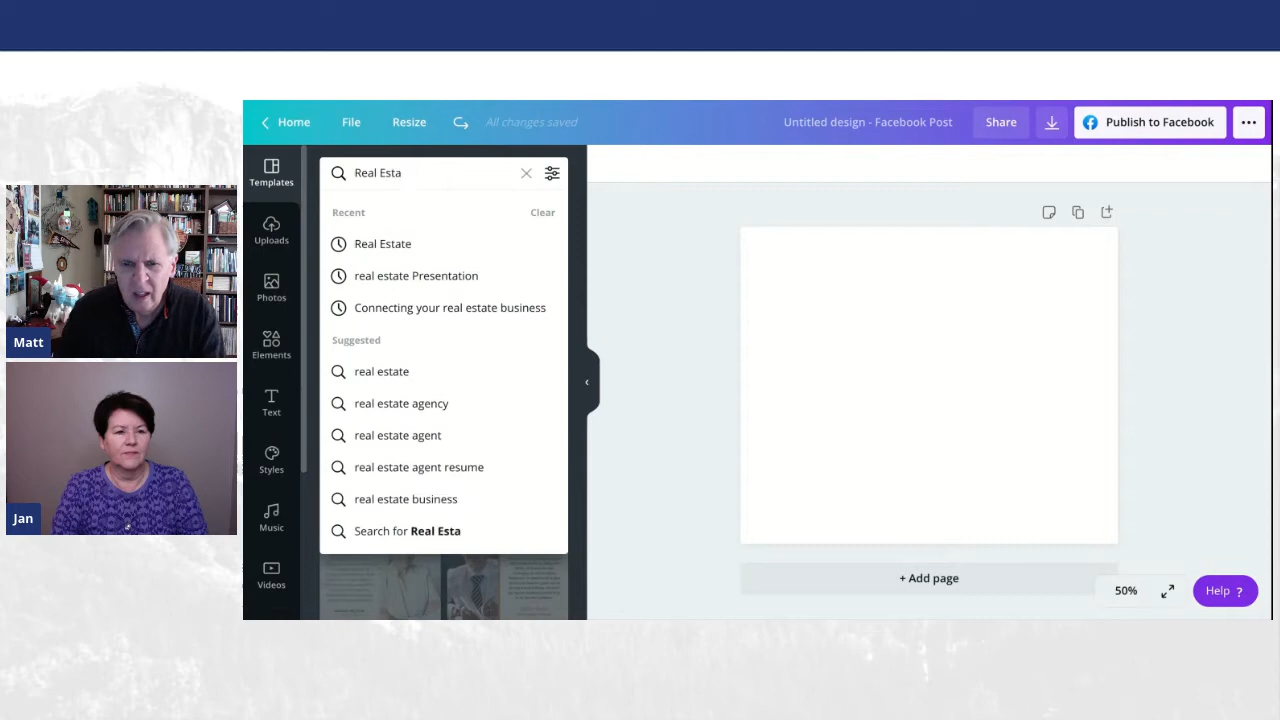 Home
File
Resize
All changes saved
Untitled design - Facebook Post
Share
Publish to Facebook
Templates
Uploads
Photos
Elements
Text
Styles
Music
Videos
Real Esta
Recent
Clear
Real Estate
real estate Presentation
Connecting your real estate business
Suggested
real estate
real estate agency
real estate agent
real estate agent resume
real estate business
Search for Real Esta
+ Add page
50%
Help ?
Matt
Jan